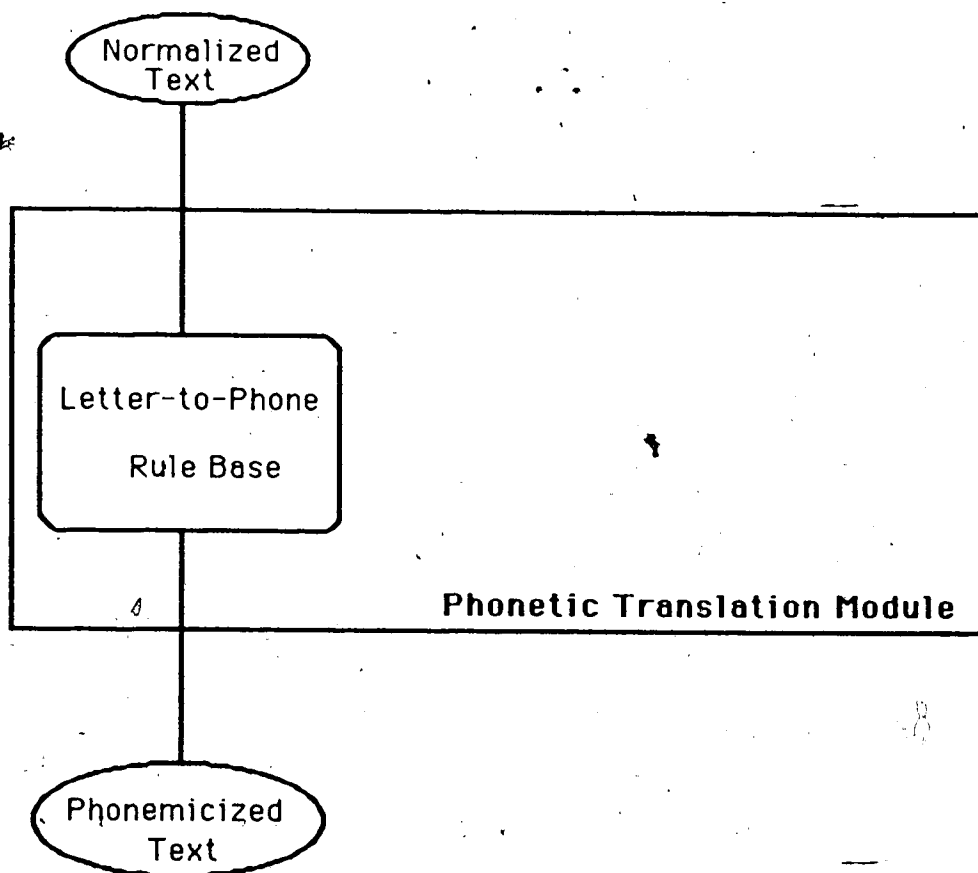 Normalized
Text
Letter-to-Phone
Rule Base
Phonetic Translation Module
Phonemicized
Text